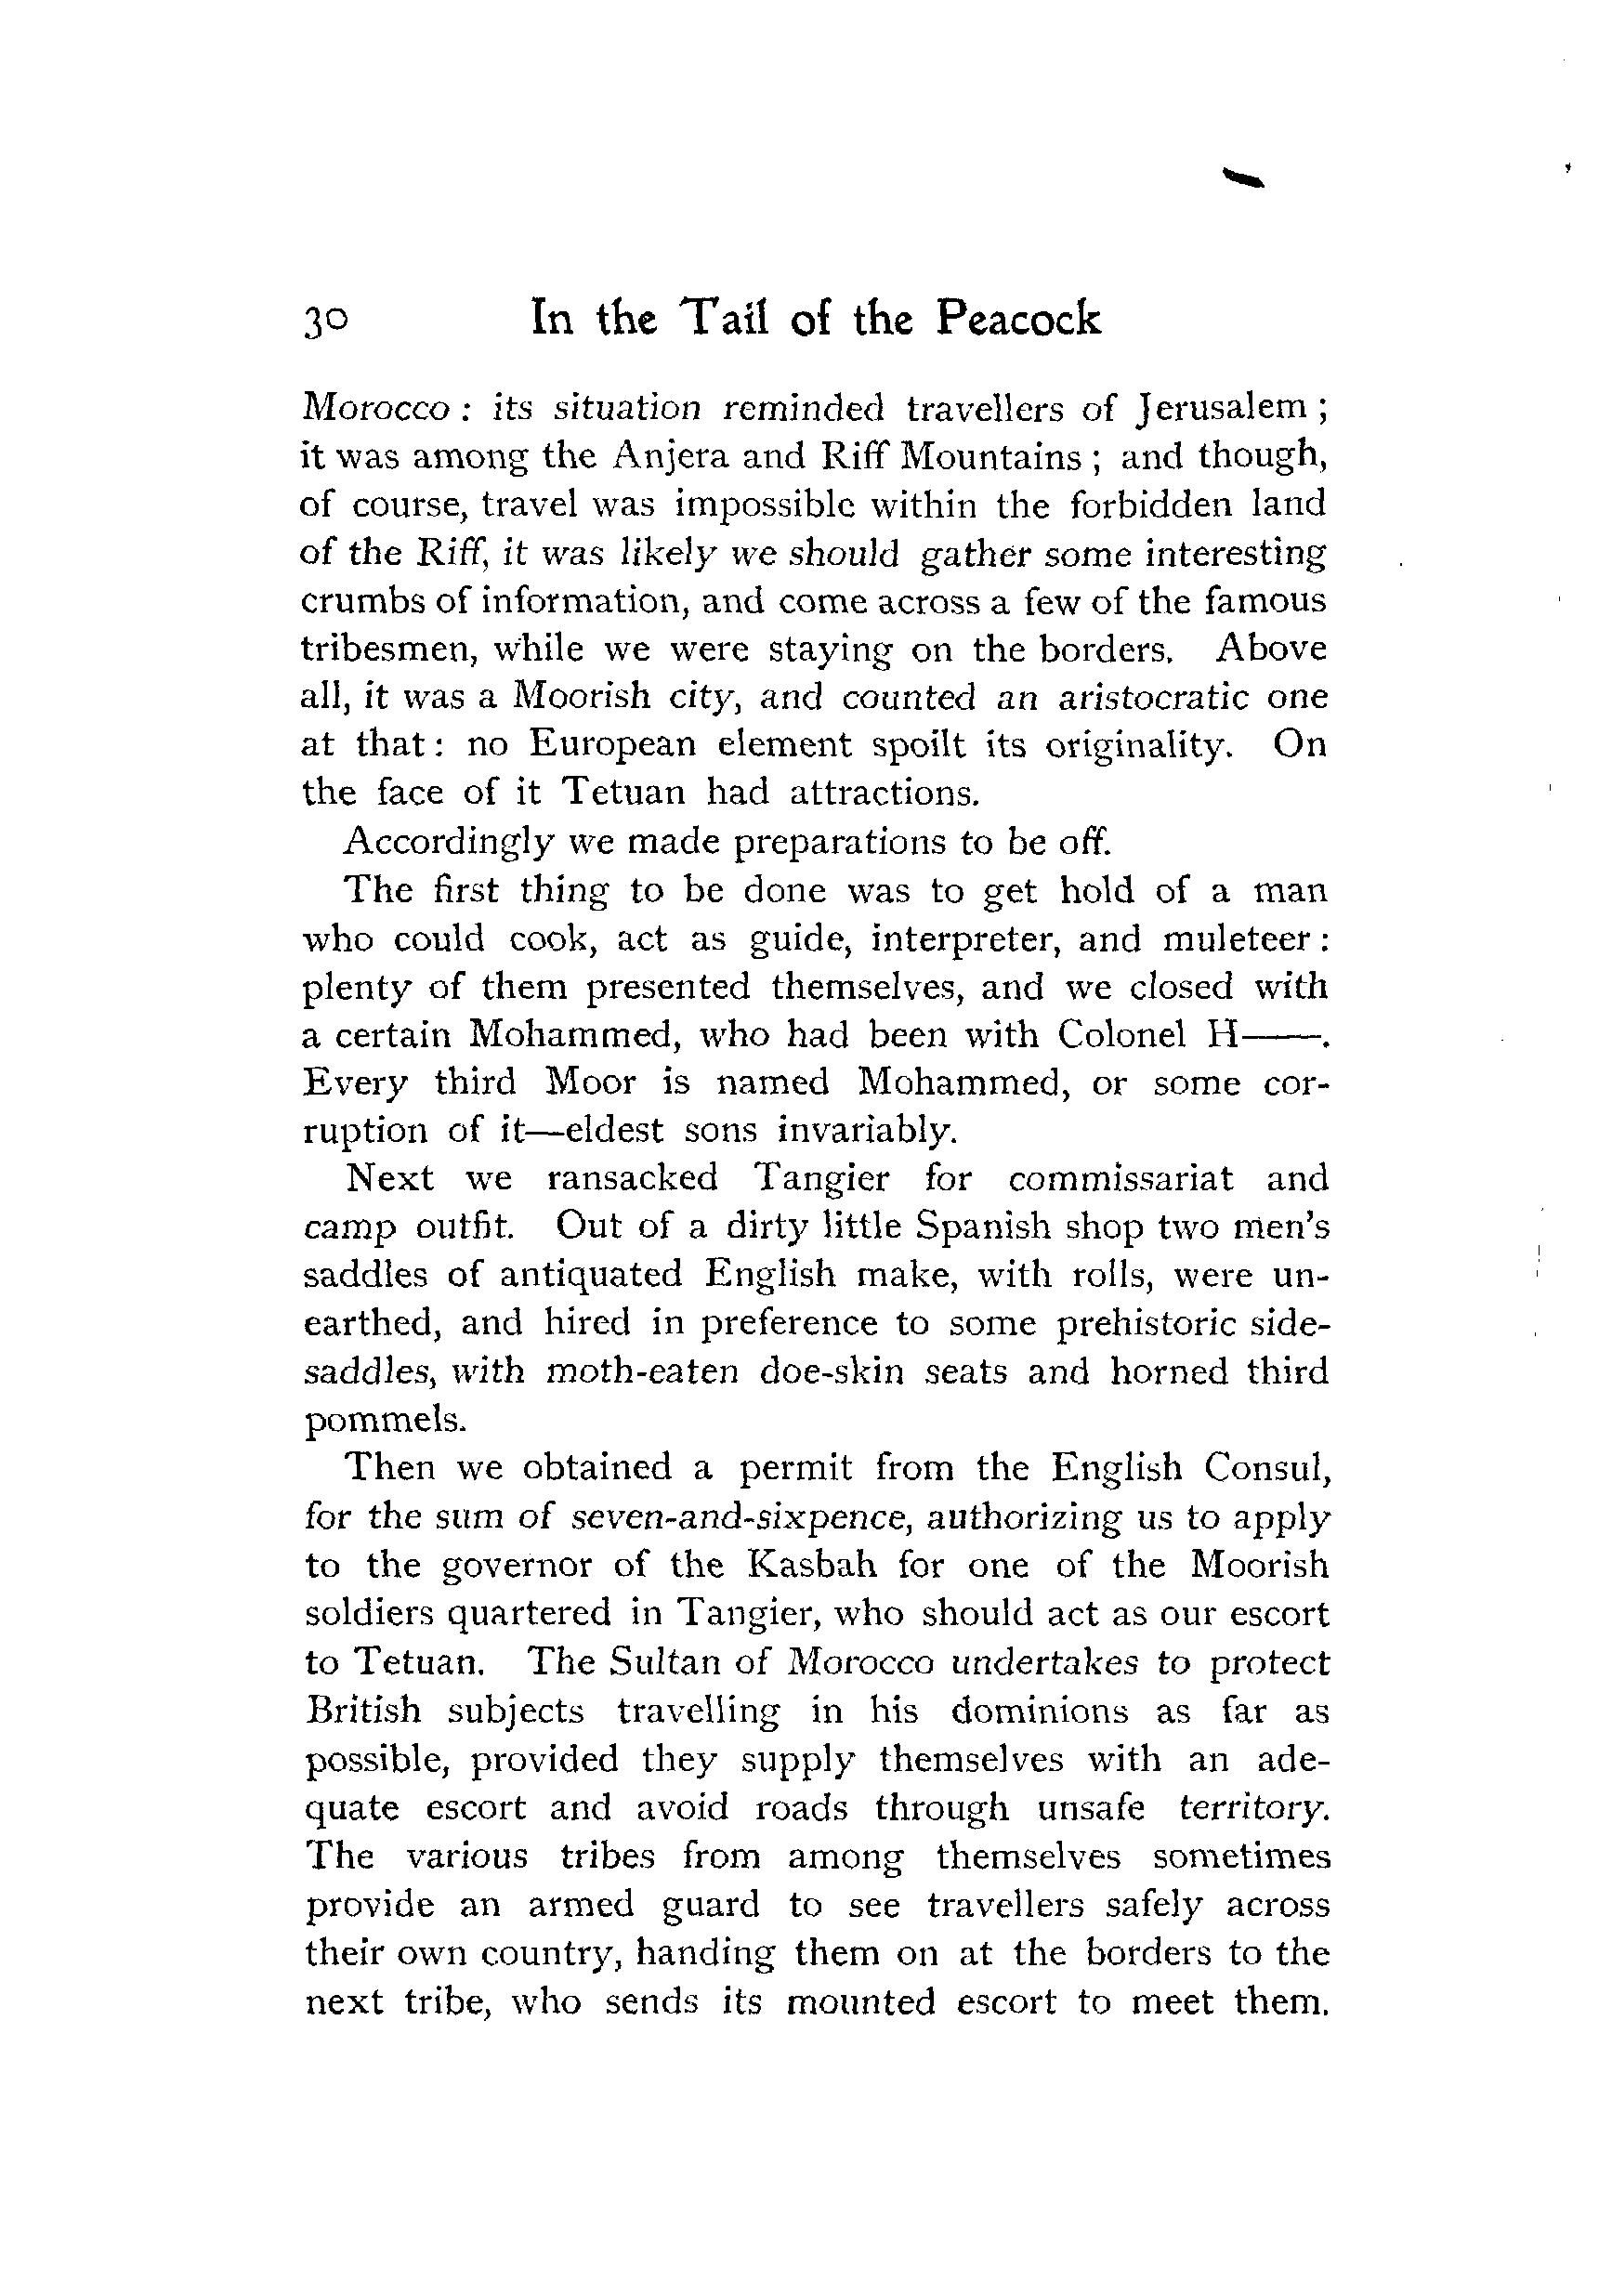 30 In the Tail of the Peacock
Morocco : its situation reminded travellers of Jerusalem ;
it was among the Anjera and Riff Mountains ; and though,
of course, travel was impossible within the forbidden land
of the Riff, it was likely we should gather some interesting
crumbs of information, and come across a few of the famous
tribesmen, while we were staying on the borders. Above
all, it was a Moorish city, and counted an aristocratic one
at that : no European element spoilt its originality. On
the face of it Tetuan had attractions.
Accordingly we made preparations to be off.
The first thing to be done was to get hold of a man
who could cook, act as guide, interpreter, and muleteer :
plenty of them presented themselves, and we closed with
a certain Mohammed, who had been with Colonel H——.
Every third Moor is named Mohammed, or some cor-
ruption of it—eldest sons invariably.
Next we ransacked Tangier for commissariat and
camp outfit. Out of a dirty little Spanish shop two men's
saddles of antiquated English make, with rolls, were un-
earthed, and hired in preference to some prehistoric side-
saddles, with moth-eaten doe-skin seats and horned third
pommels.
Then we obtained a permit from the English Consul,
for the sum of seven-and-sixpence, authorizing us to apply
to the governor of the Kasbah for one of the Moorish
soldiers quartered in Tangier, who should act as our escort
to Tetuan. The Sultan of Morocco undertakes to protect
British subjects travelling in his dominions as far as
possible, provided they supply themselves with an ade-
quate escort and avoid roads through unsafe territory.
The various tribes from among themselves sometimes
provide an armed guard to see travellers safely across
their own country, handing them on at the borders to the
next tribe, who sends its mounted escort to meet them.